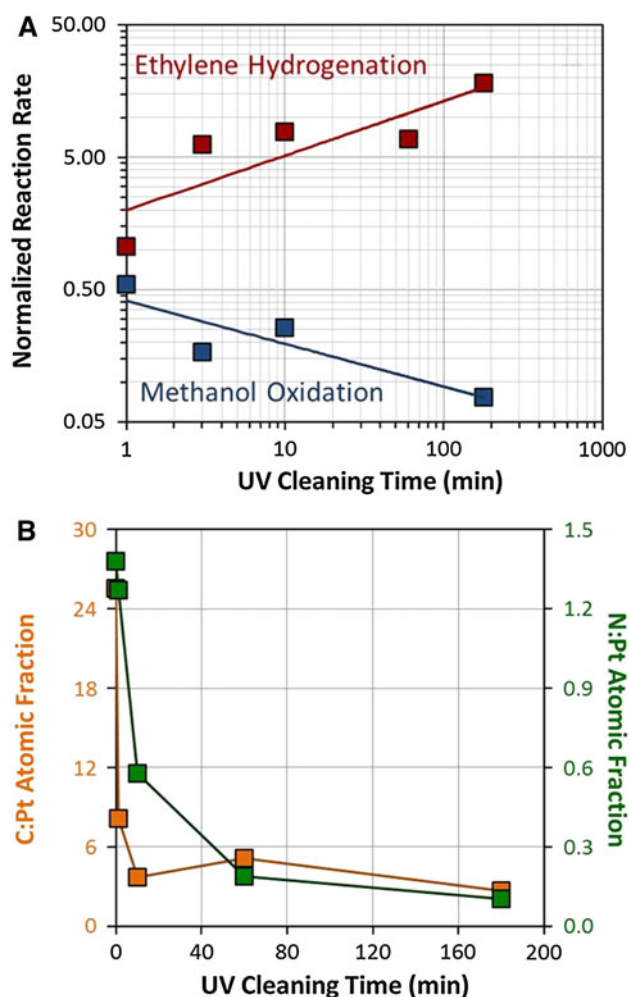 A
50.00
5.00
0.50
0.05
Normalized Reaction Rate
Ethylene Hydrogenation
Methanol Oxidation
1 10 100 1000
UV Cleaning Time (min)
B
30
24
18
12
6
0
C:Pt Atomic Fraction
1.5
1.2
0.9
0.6
0.3
0.0
N:Pt Atomic Fraction
0 40 80 120 160 200
UV Cleaning Time (min)